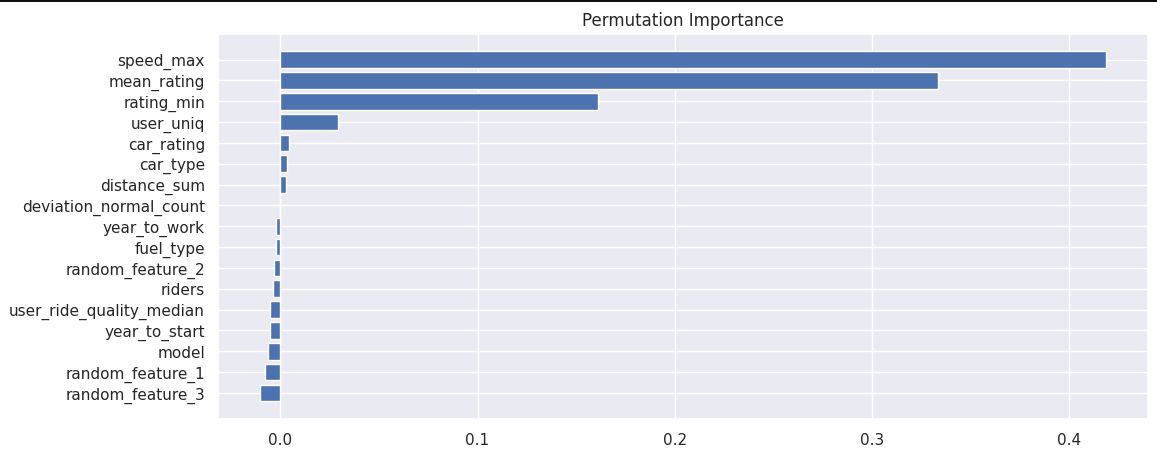 Permutation Importance
speed_max
mean_rating
rating_min
user_uniq
car_rating
car_type
distance_sum
deviation_normal_count
year_to_work
fuel_type
random_feature_2
riders
user_ride_quality_median
year_to_start
model
random_feature_1
random_feature_3
0.0 0.1 0.2 0.3 0.4